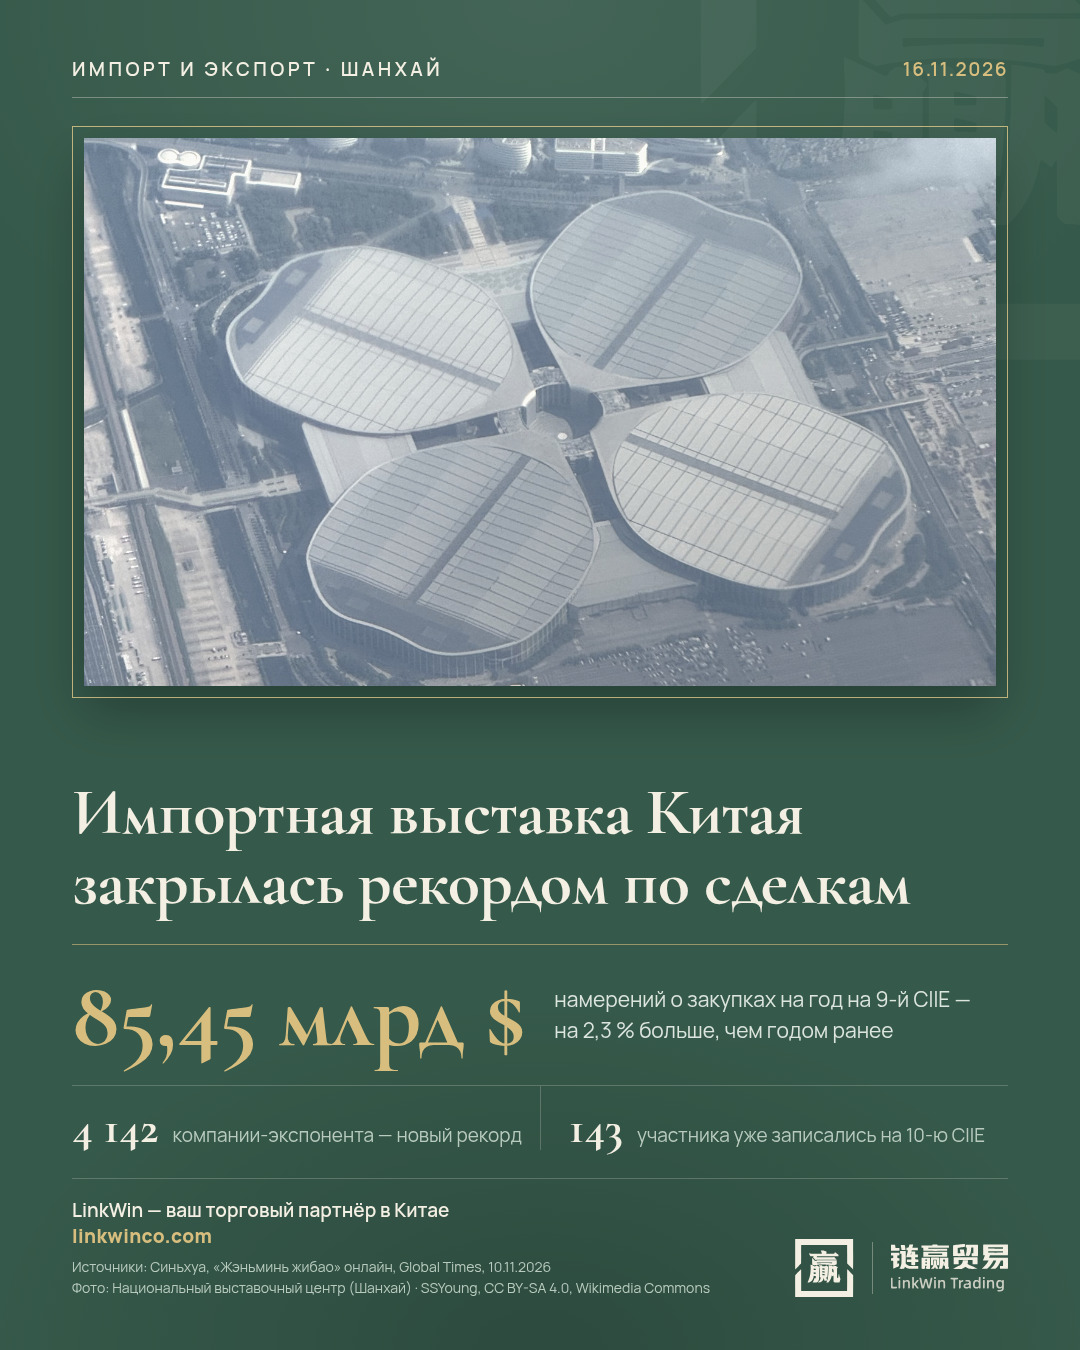 ИМПОРТ И ЭКСПОРТ · ШАНХАЙ
16.11.2026
Импортная выставка Китая
закрылась рекордом по сделкам
85,45 млрд $
намерений о закупках на год на 9-й CIIE —
на 2,3 % больше, чем годом ранее
4 142 компании-экспонента — новый рекорд
143 участника уже записались на 10-ю CIIE
LinkWin — ваш торговый партнёр в Китае
linkwinco.com
Источники: Синьхуа, «Жэньминь жибао» онлайн, Global Times, 10.11.2026
Фото: Национальный выставочный центр (Шанхай) · SSYoung, CC BY-SA 4.0, Wikimedia Commons
赢
链赢贸易
LinkWin Trading